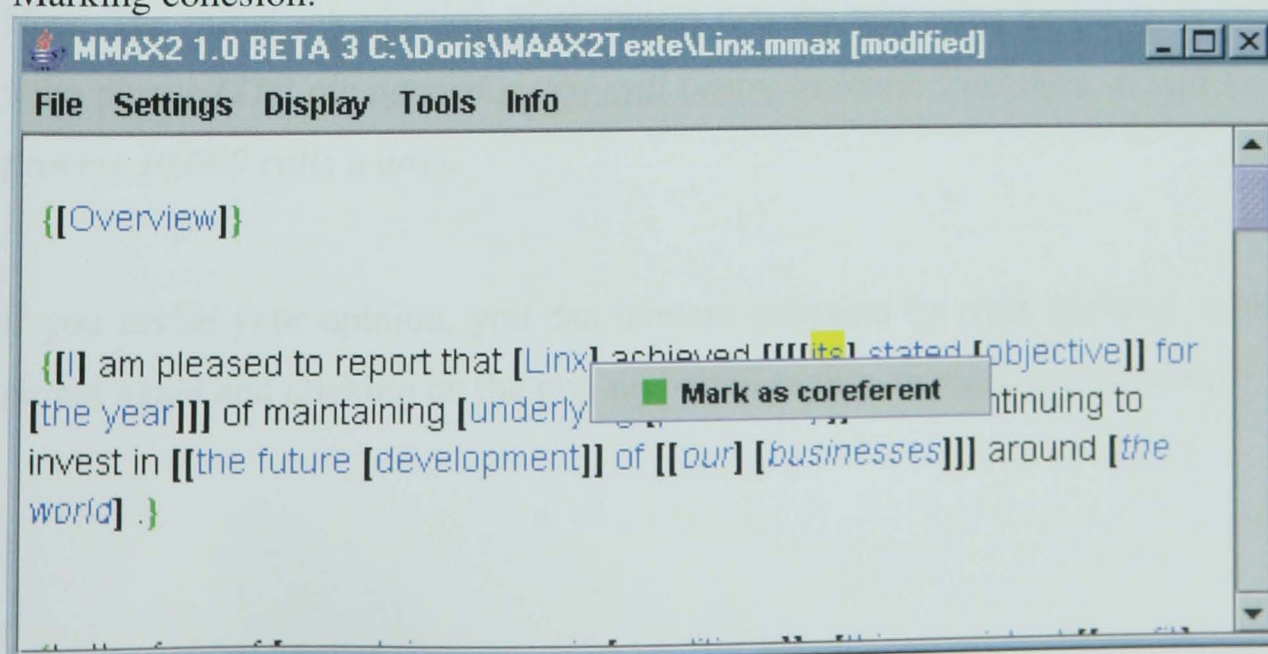 Marking cohesion:
MMAX2 1.0 BETA 3 C:\Doris\MAAX2Texte\Linx.mmax [modified]
File Settings Display Tools Info
{[Overview]}
{[I] am pleased to report that [Linx] achieved [[[[its] stated [objective]] for
Mark as coreferent
[the year]]] of maintaining [underly ntinuing to
invest in [[the future [development]] of [[our] [businesses]]] around [the
world] .}